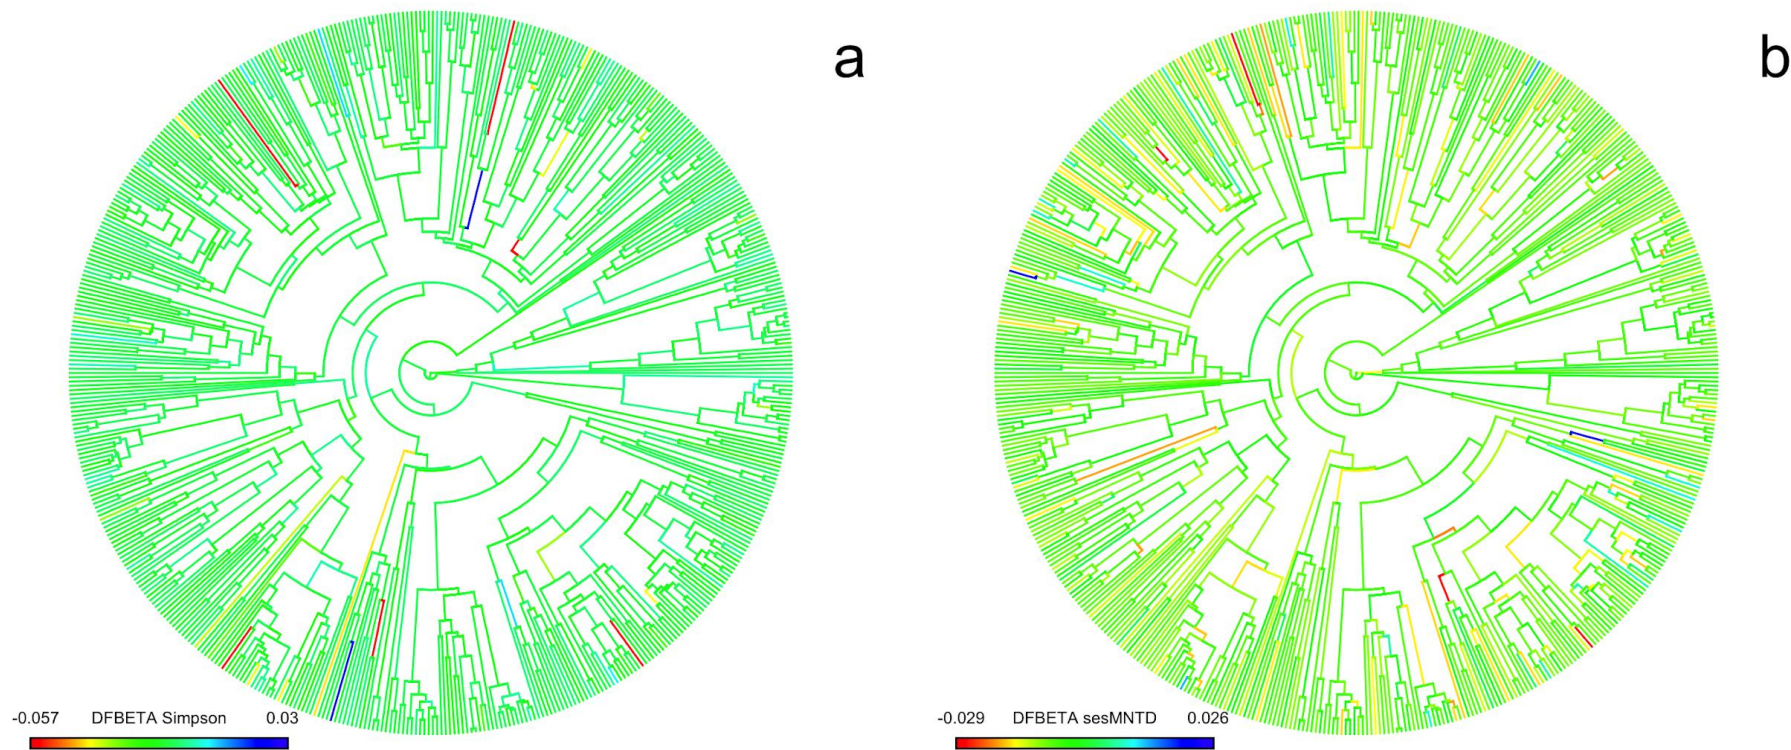 a
b
-0.057 DFBETA Simpson 0.03
-0.029 DFBETA sesMNTD 0.026